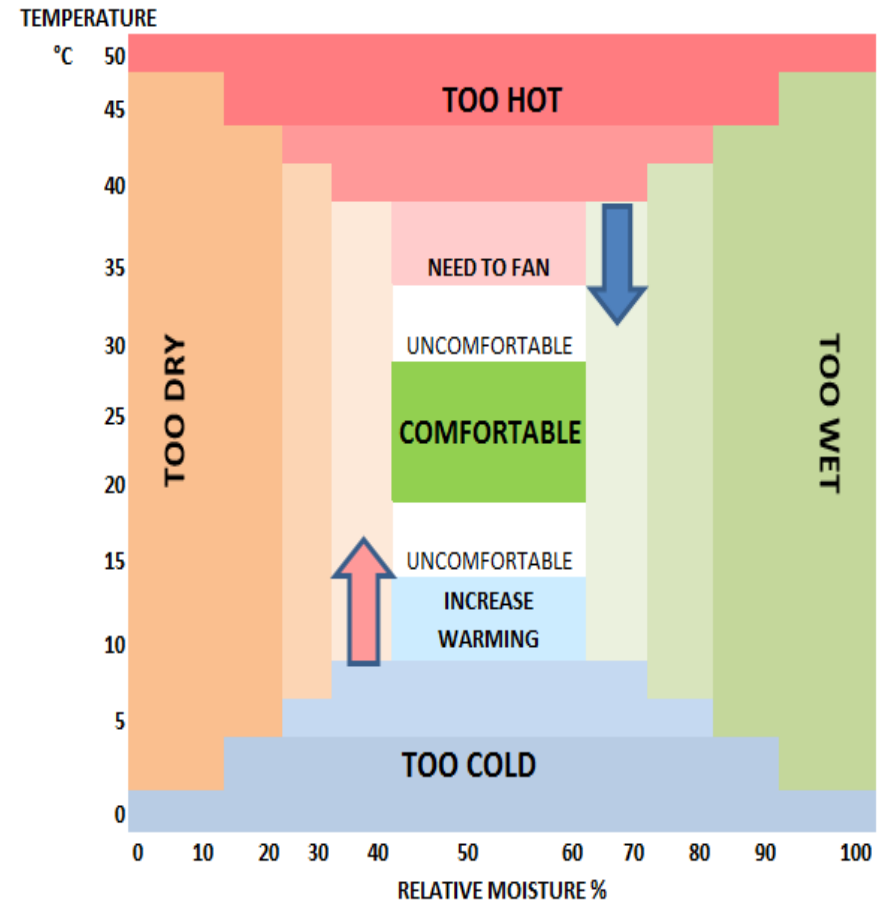 TEMPERATURE
°C
50
TOO HOT
45
40
35
NEED TO FAN
30
UNCOMFORTABLE
TOO DRY
TOO WET
25
COMFORTABLE
20
15
UNCOMFORTABLE
INCREASE
WARMING
10
5
TOO COLD
0
0 10 20 30 40 50 60 70 80 90 100
RELATIVE MOISTURE %